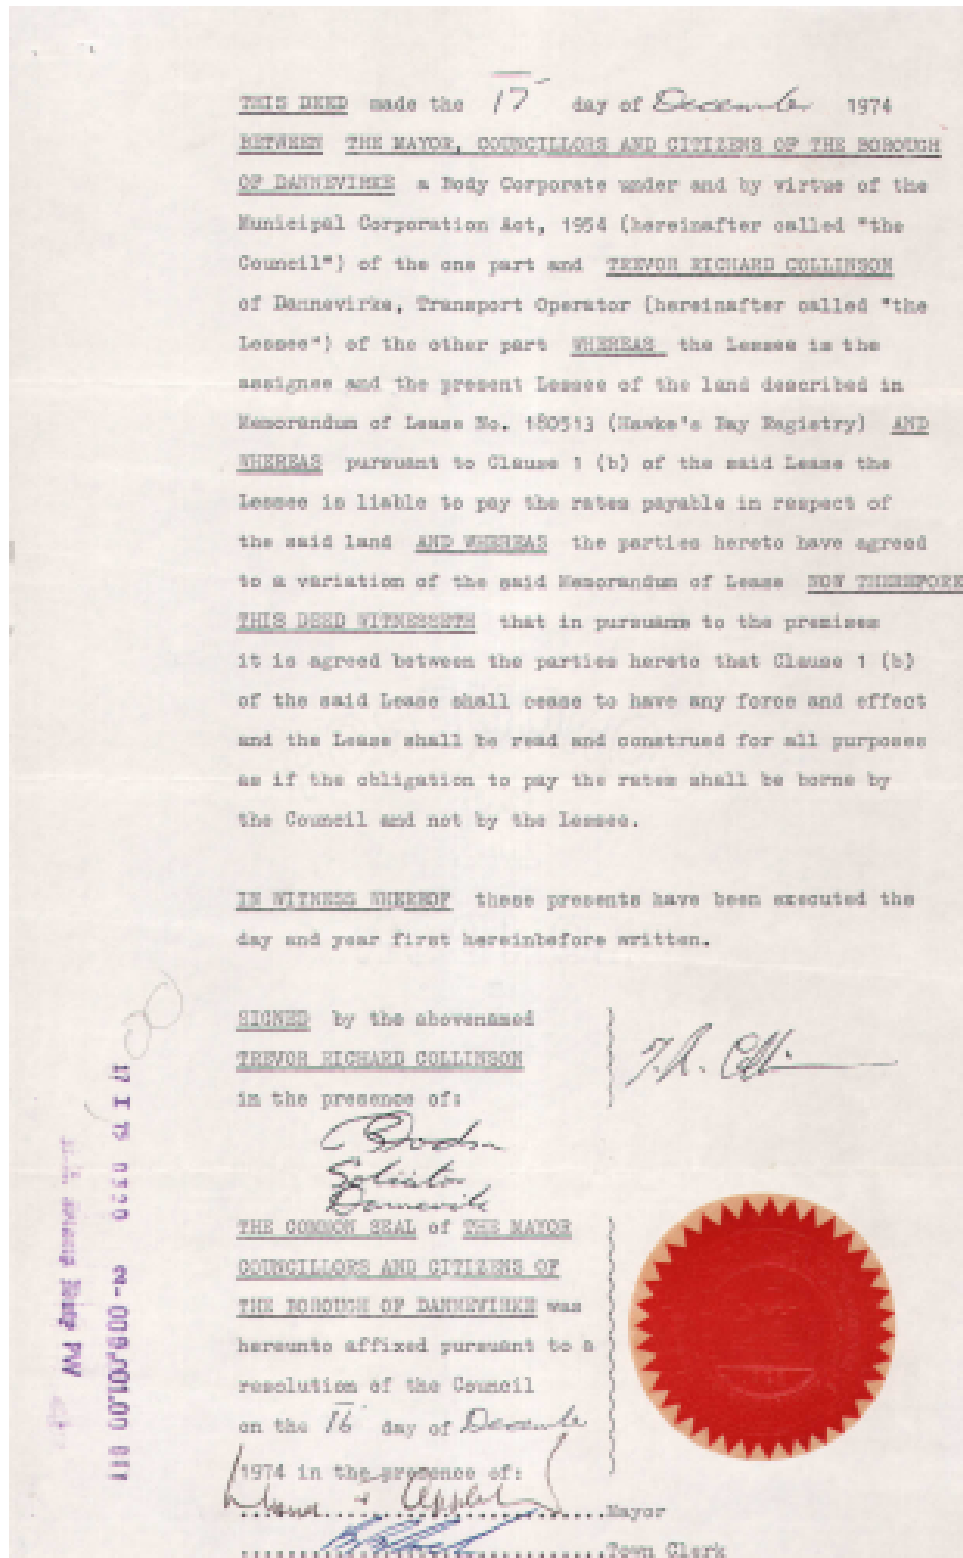 THIS DEED made the 17 day of December 1974
BETWEEN THE MAYOR, COUNCILLORS AND CITIZENS OF THE BOROUGH
OF DANNEVIRKE a Body Corporate under and by virtue of the
Municipal Corporation Act, 1954 (hereinafter called "the
Council") of the one part and TREVOR RICHARD COLLINSON
of Dannevirke, Transport Operator (hereinafter called "the
Lessee") of the other part WHEREAS the Lessee is the
assignee and the present Lessee of the land described in
Memorandum of Lease No. 180513 (Hawke's Bay Registry) AND
WHEREAS pursuant to Clause 1 (b) of the said Lease the
Lessee is liable to pay the rates payable in respect of
the said land AND WHEREAS the parties hereto have agreed
to a variation of the said Memorandum of Lease NOW THEREFORE
THIS DEED WITNESSETH that in pursuans to the premises
it is agreed between the parties hereto that Clause 1 (b)
of the said Lease shall cease to have any force and effect
and the Lease shall be read and construed for all purposes
as if the obligation to pay the rates shall be borne by
the Council and not by the Lessee.
IN WITNESS WHEREOF these presents have been executed the
day and year first hereinbefore written.
SIGNED by the abovenamed
TREVOR RICHARD COLLINSON
in the presence of:
T.R. Collinson
Solicitor
Dannevirke
THE COMMON SEAL of THE MAYOR
COUNCILLORS AND CITIZENS OF
THE BOROUGH OF DANNEVIRKE was
hereunto affixed pursuant to a
resolution of the Council
on the 16 day of December
1974 in the presence of:
Mayor
Town Clerk
Stamp Duty PW